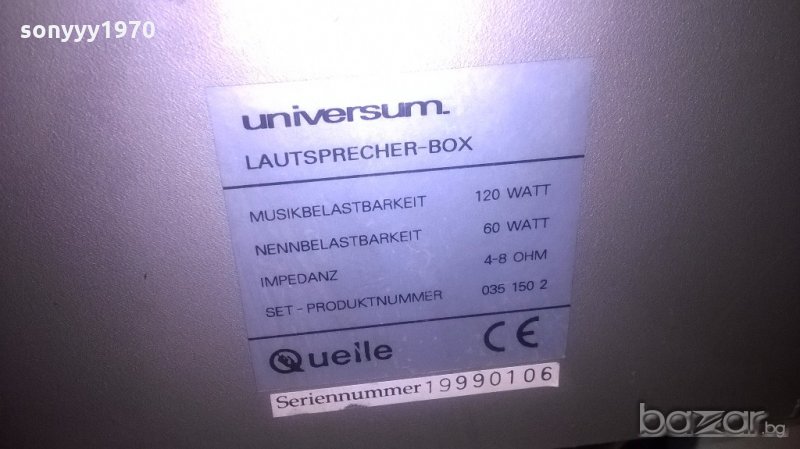 sonyyy1970
universum.
LAUTSPRECHER-BOX
MUSIKBELASTBARKEIT 120 WATT
NENNBELASTBARKEIT 60 WATT
IMPEDANZ 4-8 OHM
SET-PRODUKTNUMMER 035 150 2
Quelle CE
Seriennummer 19990106
bazar.bg